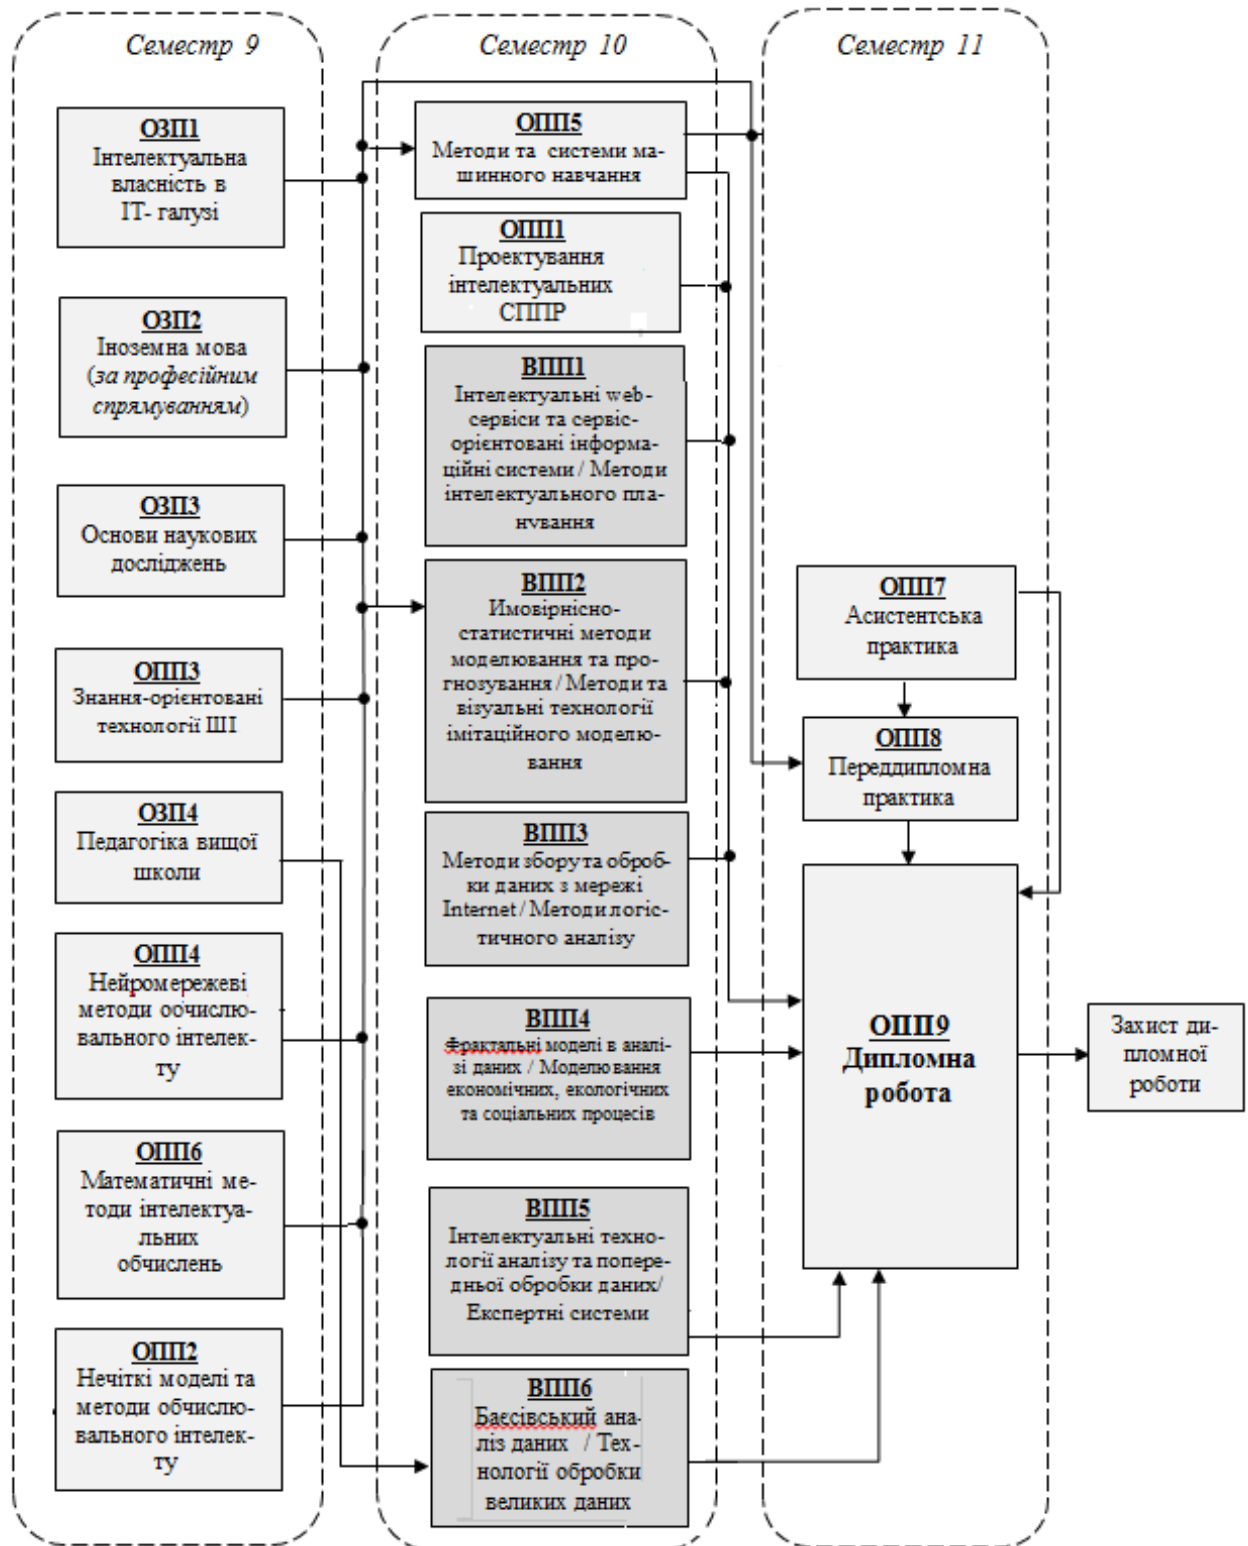 Семестр 9
ОЗП1
Інтелектуальна
власність в
ІТ- галузі
ОЗП2
Іноземна мова
(за професійним
спрямуванням)
ОЗП3
Основи наукових
досліджень
ОПП3
Знання-орієнтовані
технології ШІ
ОЗП4
Педагогіка вищої
школи
ОПП4
Нейромережеві
методи обчислю-
вального інтелек-
ту
ОПП6
Математичні ме-
тоди інтелектуа-
льних
обчислень
ОПП2
Нечіткі моделі та
методи обчислю-
вального інтелек-
ту
Семестр 10
ОПП5
Методи та системи ма-
шинного навчання
ОПП1
Проектування
інтелектуальних
СППР
ВПП1
Інтелектуальні web-
сервіси та сервіс-
орієнтовані інформа-
ційні системи / Методи
інтелектуального пла-
нування
ВПП2
Имовірнісно-
статистичні методи
моделювання та про-
гнозування / Методи та
візуальні технології
імітаційного моделю-
вання
ВПП3
Методи збору та оброб-
ки даних з мережі
Internet / Методи логіс-
тичного аналізу
ВПП4
Фрактальні моделі в аналі-
зі даних / Моделювання
економічних, екологічних
та соціальних процесів
ВПП5
Інтелектуальні техно-
логії аналізу та попере-
дньої обробки даних/
Експертні системи
ВПП6
Баєсівський ана-
ліз даних / Тех-
нології обробки
великих даних
Семестр 11
ОПП7
Асистентська
практика
ОПП8
Переддипломна
практика
ОПП9
Дипломна
робота
Захист ди-
пломної
роботи